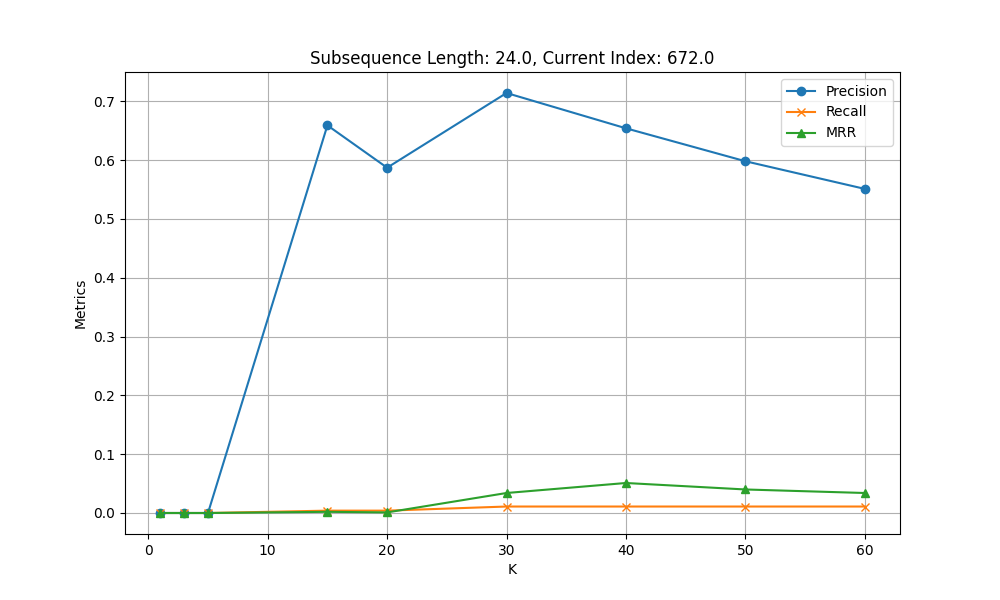 Subsequence Length: 24.0, Current Index: 672.0
Precision
Recall
MRR
0.7
0.6
0.5
0.4
0.3
0.2
0.1
0.0
Metrics
0 10 20 30 40 50 60
K